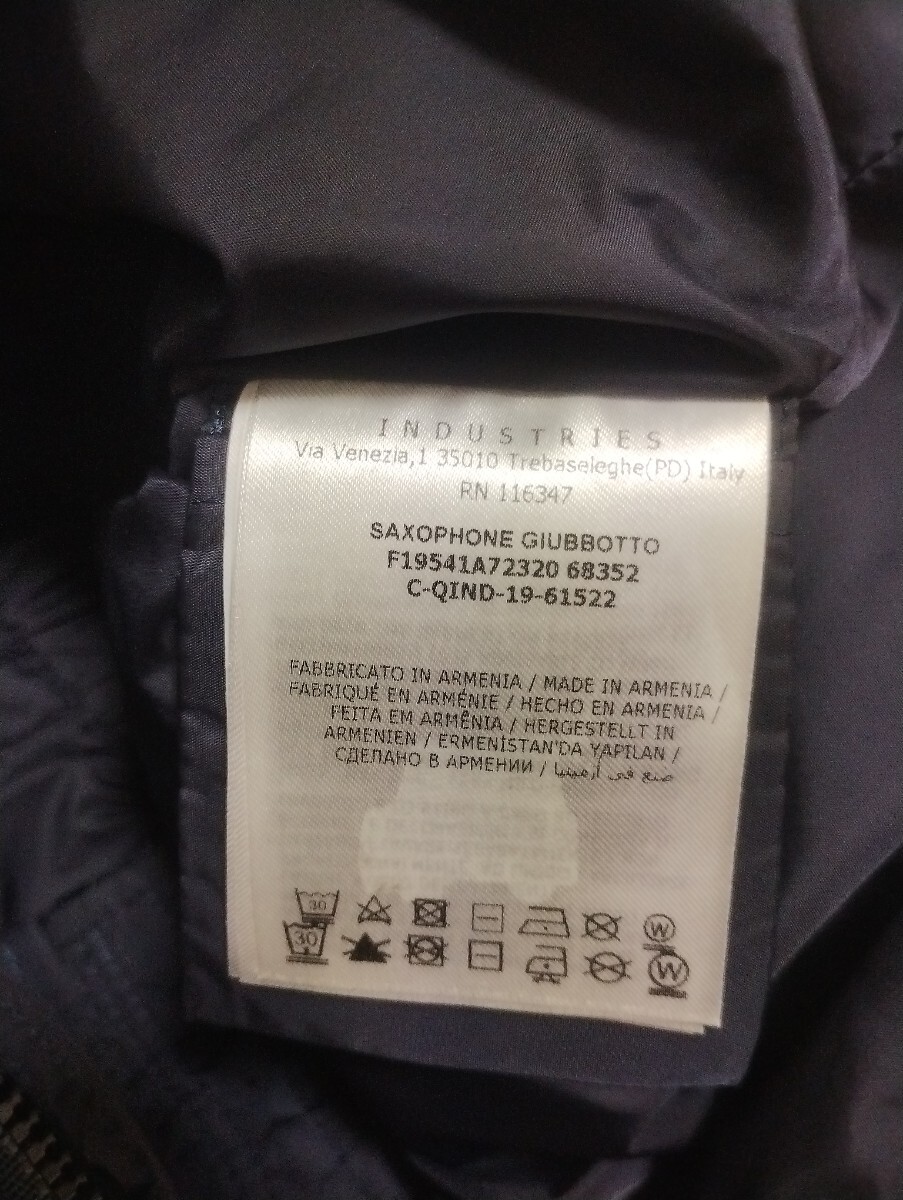 INDUSTRIES
Via Venezia,1 35010 Trebaseleghe(PD) Italy
RN 116347
SAXOPHONE GIUBBOTTO
F19541A72320 68352
C-QIND-19-61522
FABBRICATO IN ARMENIA / MADE IN ARMENIA /
FABRIQUÉ EN ARMÉNIE / HECHO EN ARMENIA /
FEITA EM ARMÊNIA / HERGESTELLT IN
ARMENIEN / ERMENİSTAN'DA YAPILAN /
СДЕЛАНО В АРМЕНИИ / صنع في أرمينيا
30 W
30 W